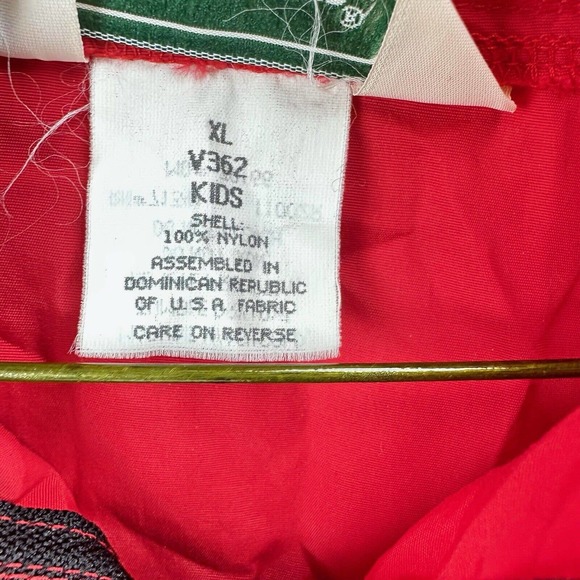 ®
XL
V362
KIDS
SHELL:
100% NYLON
ASSEMBLED IN
DOMINICAN REPUBLIC
OF U.S.A FABRIC
CARE ON REVERSE